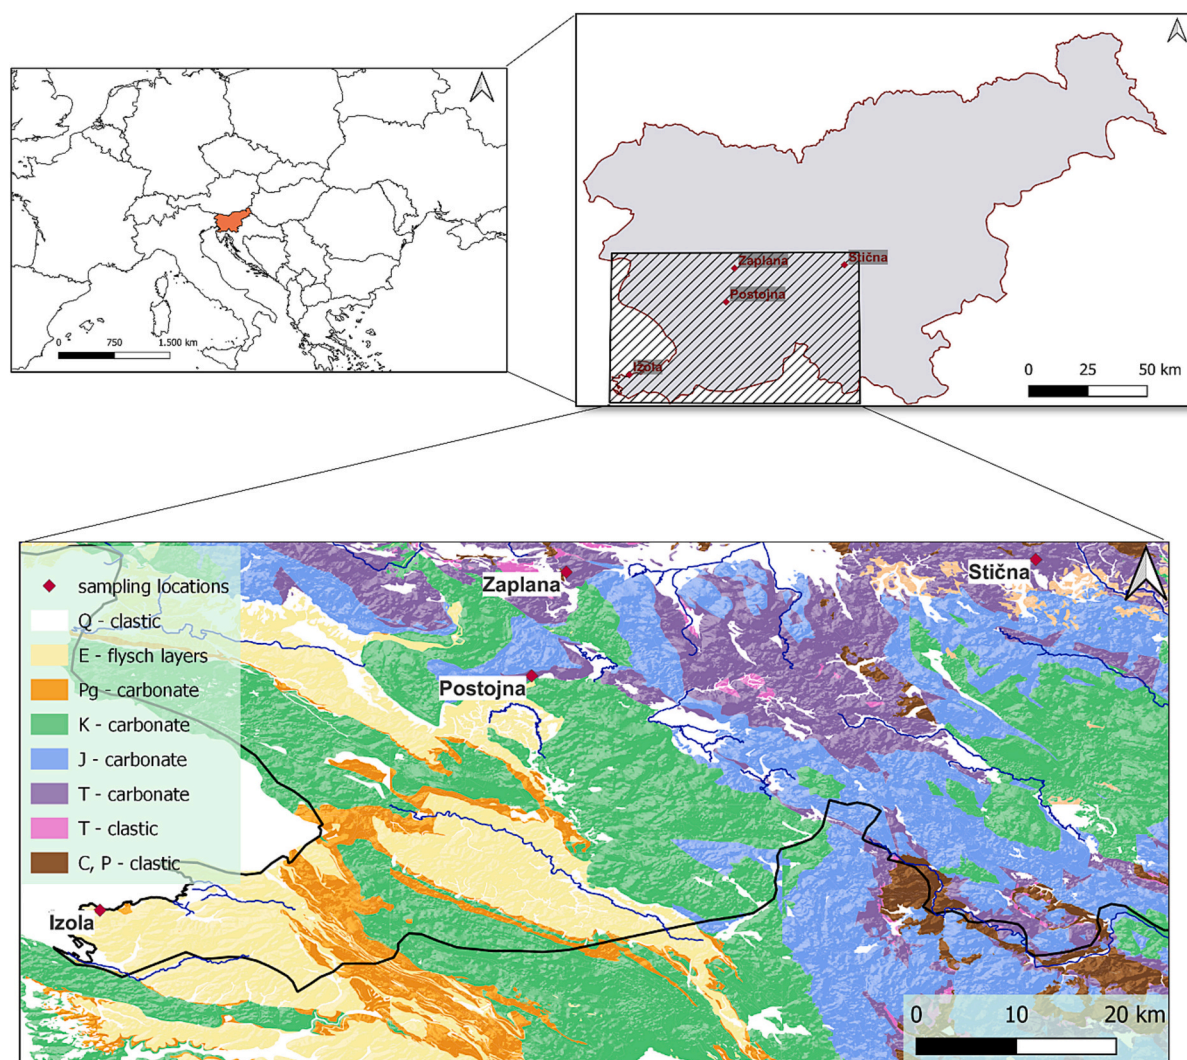 0 750 1.500 km
Zaplana
Stična
Postojna
Izola
0 25 50 km
sampling locations
Q - clastic
E - flysch layers
Pg - carbonate
K - carbonate
J - carbonate
T - carbonate
T - clastic
C, P - clastic
Zaplana
Stična
Postojna
Izola
0 10 20 km